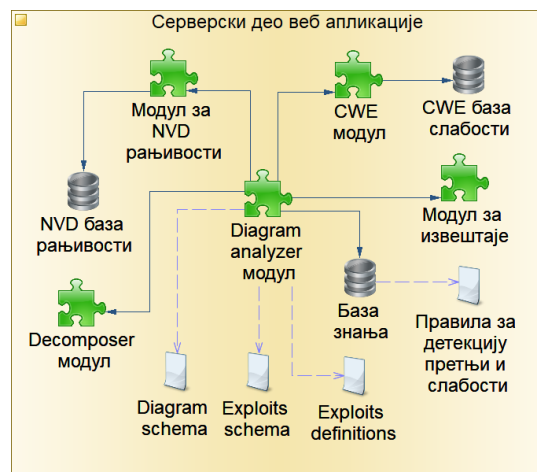 Серверски део веб апликације
Модул за
NVD
рањивости
CWE
модул
CWE база
слабости
NVD база
рањивости
Diagram
analyzer
модул
Модул за
извештаје
База
знања
Правила за
детекцију
претњи и
слабости
Decomposer
модул
Diagram
schema
Exploits
schema
Exploits
definitions